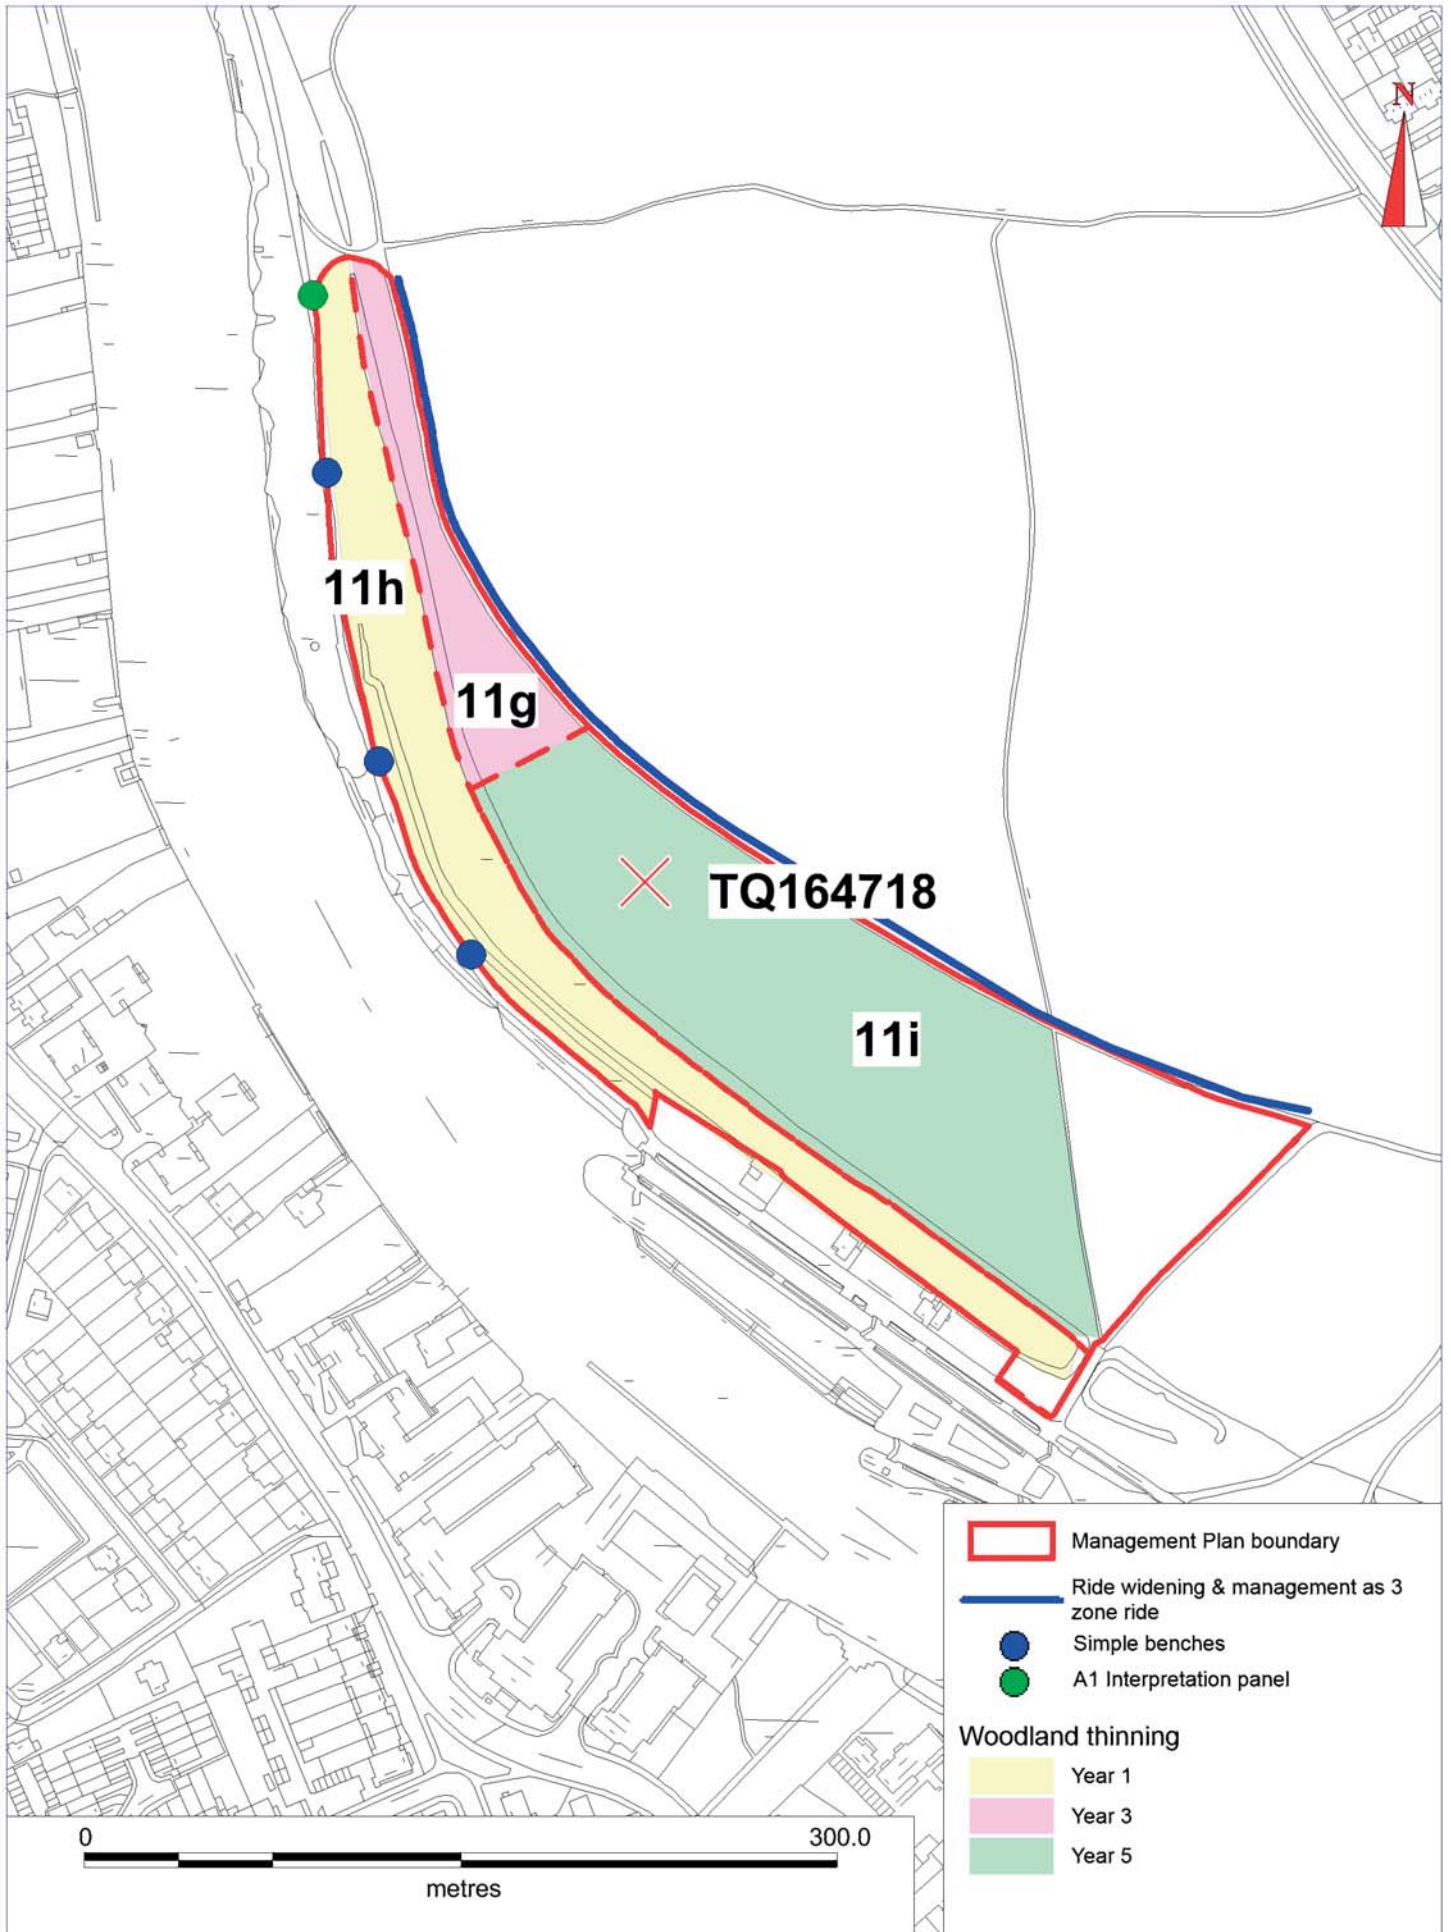 N
11h
11g
TQ164718
11i
Management Plan boundary
Ride widening & management as 3
zone ride
Simple benches
A1 Interpretation panel
Woodland thinning
Year 1
Year 3
Year 5
0 300.0
metres